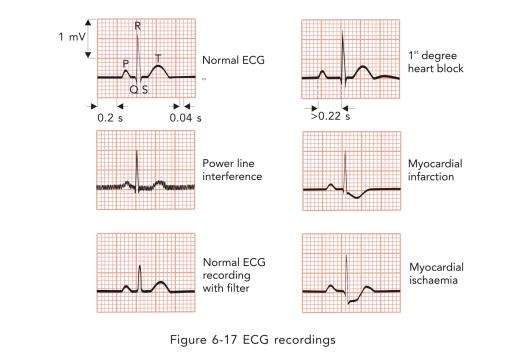 R
1 mV
P
T
Q S
Normal ECG
0.2 s
0.04 s
1st degree
heart block
>0.22 s
Power line
interference
Myocardial
infarction
Normal ECG
recording
with filter
Myocardial
ischaemia
Figure 6-17 ECG recordings